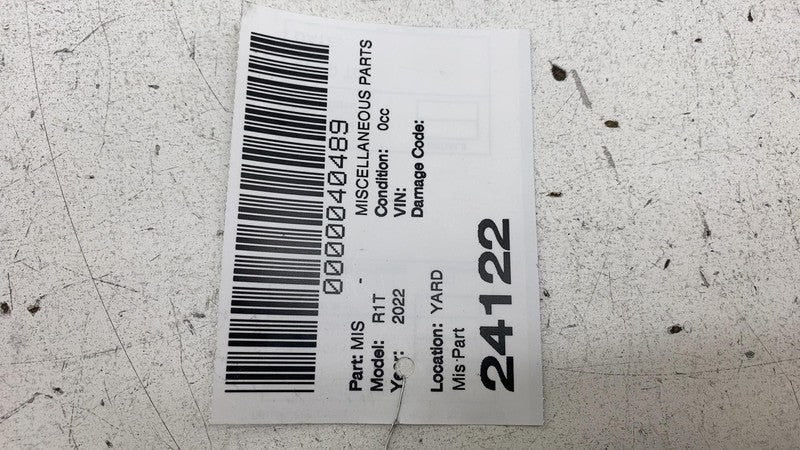 0000040489
Part: MIS - MISCELLANEOUS PARTS
Model: R1T Condition: 0cc
Year: 2022 VIN:
Damage Code:
Location: YARD
Mis Part
24122